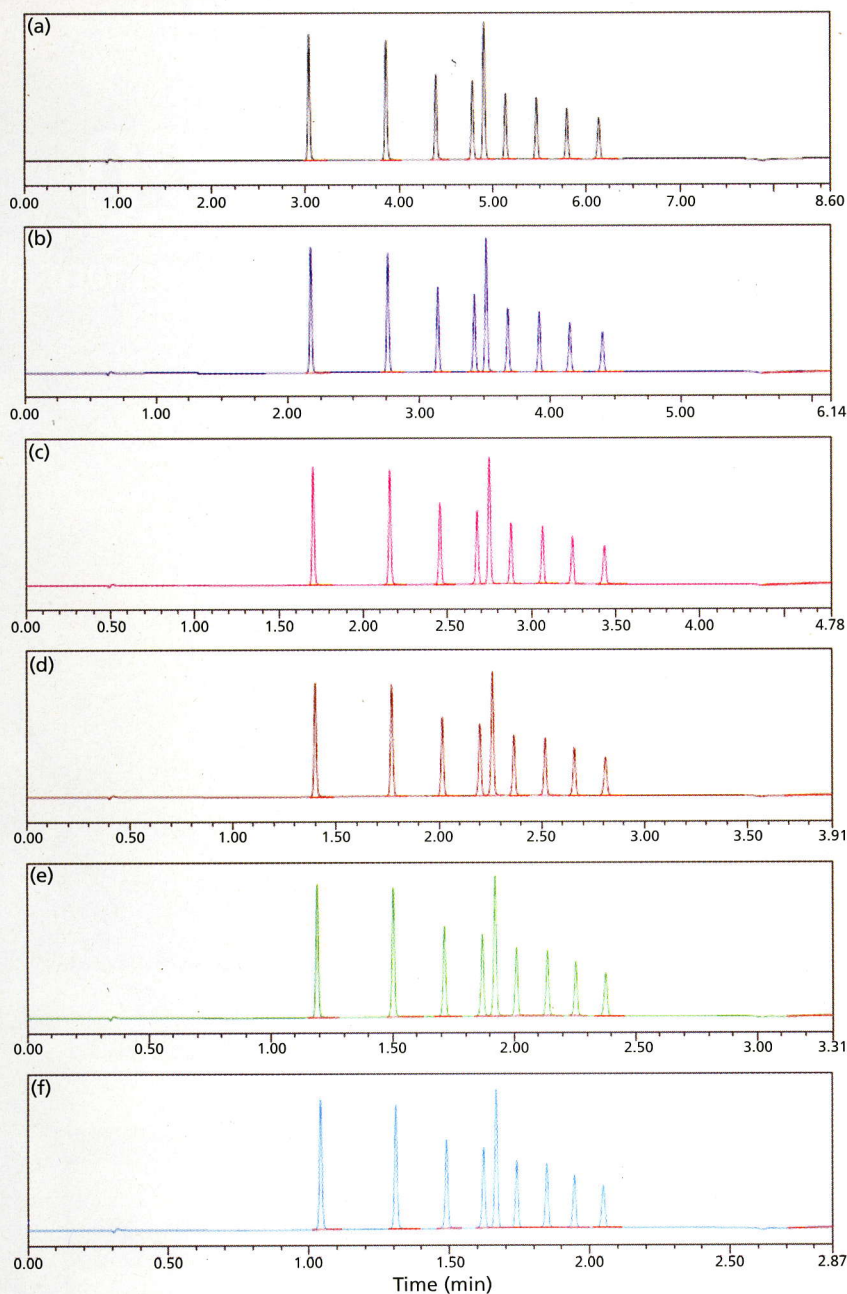 (a)
0.00 1.00 2.00 3.00 4.00 5.00 6.00 7.00 8.60
(b)
0.00 1.00 2.00 3.00 4.00 5.00 6.14
(c)
0.00 0.50 1.00 1.50 2.00 2.50 3.00 3.50 4.00 4.78
(d)
0.00 0.50 1.00 1.50 2.00 2.50 3.00 3.50 3.91
(e)
0.00 0.50 1.00 1.50 2.00 2.50 3.00 3.31
(f)
0.00 0.50 1.00 1.50 2.00 2.50 2.87
Time (min)